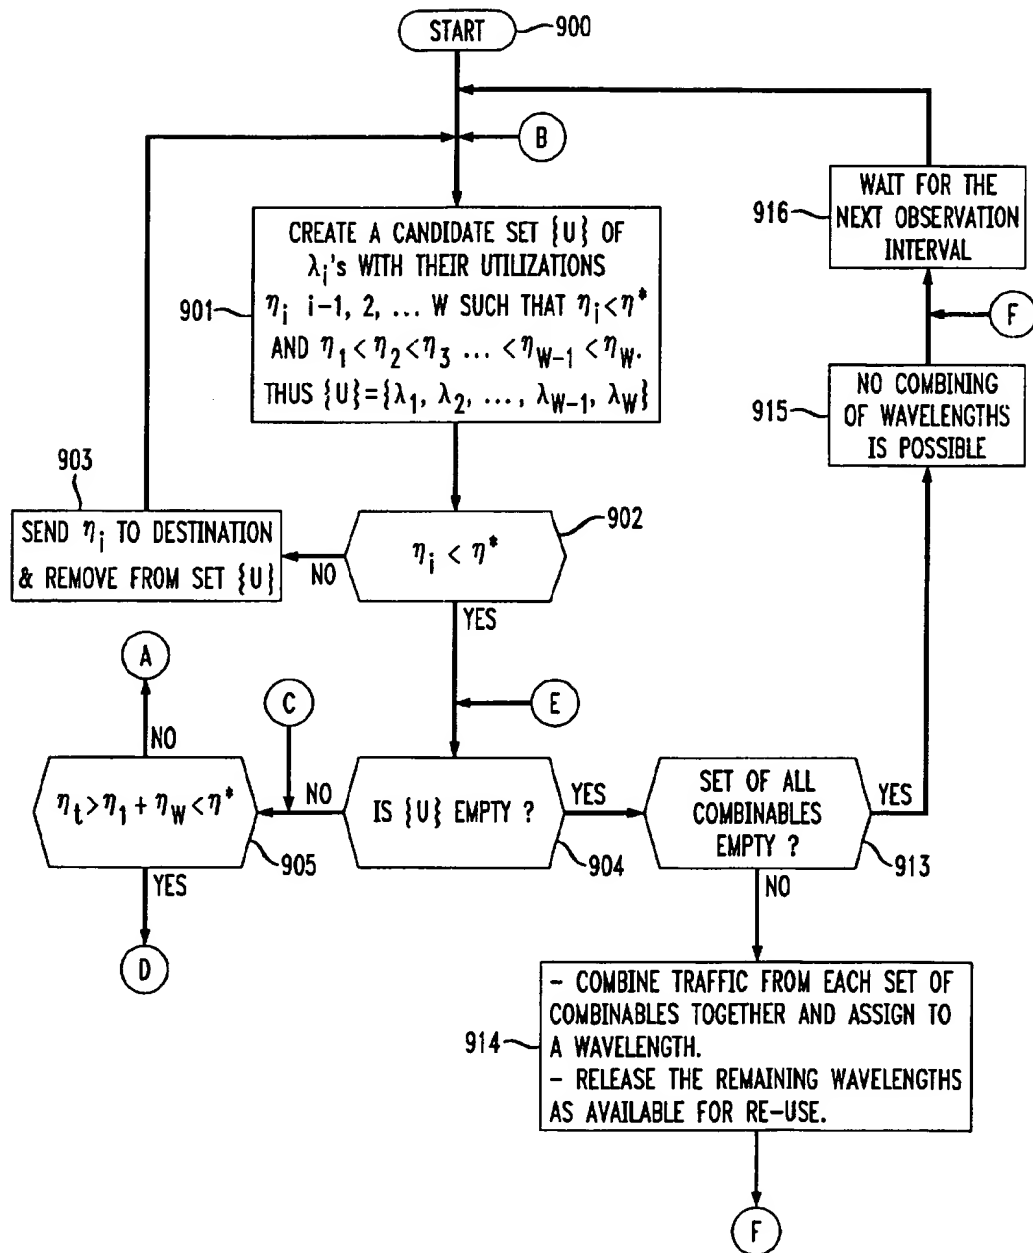 START
900
B
CREATE A CANDIDATE SET {U} OF
λi's WITH THEIR UTILIZATIONS
ηi i-1, 2, ... W SUCH THAT ηi<η*
AND η1<η2<η3 ... <ηW-1<ηW.
THUS {U}={λ1, λ2, ..., λW-1, λW}
901
WAIT FOR THE
NEXT OBSERVATION
INTERVAL
916
F
NO COMBINING
OF WAVELENGTHS
IS POSSIBLE
915
903
SEND ηi TO DESTINATION
& REMOVE FROM SET {U}
NO
ηi < η*
902
YES
A
C
E
NO
ηt>η1 + ηW<η*
905
YES
D
NO
IS {U} EMPTY ?
904
YES
SET OF ALL
COMBINABLES
EMPTY ?
913
YES
NO
- COMBINE TRAFFIC FROM EACH SET OF
COMBINABLES TOGETHER AND ASSIGN TO
A WAVELENGTH.
- RELEASE THE REMAINING WAVELENGTHS
AS AVAILABLE FOR RE-USE.
914
F